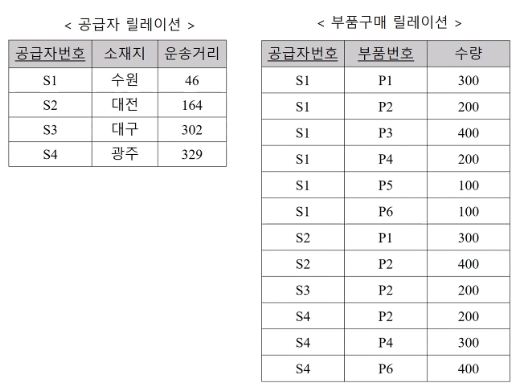 < 공급자 릴레이션 >
공급자번호 소재지 운송거리
S1 수원 46
S2 대전 164
S3 대구 302
S4 광주 329
< 부품구매 릴레이션 >
공급자번호 부품번호 수량
S1 P1 300
S1 P2 200
S1 P3 400
S1 P4 200
S1 P5 100
S1 P6 100
S2 P1 300
S2 P2 400
S3 P2 200
S4 P2 200
S4 P4 300
S4 P6 400